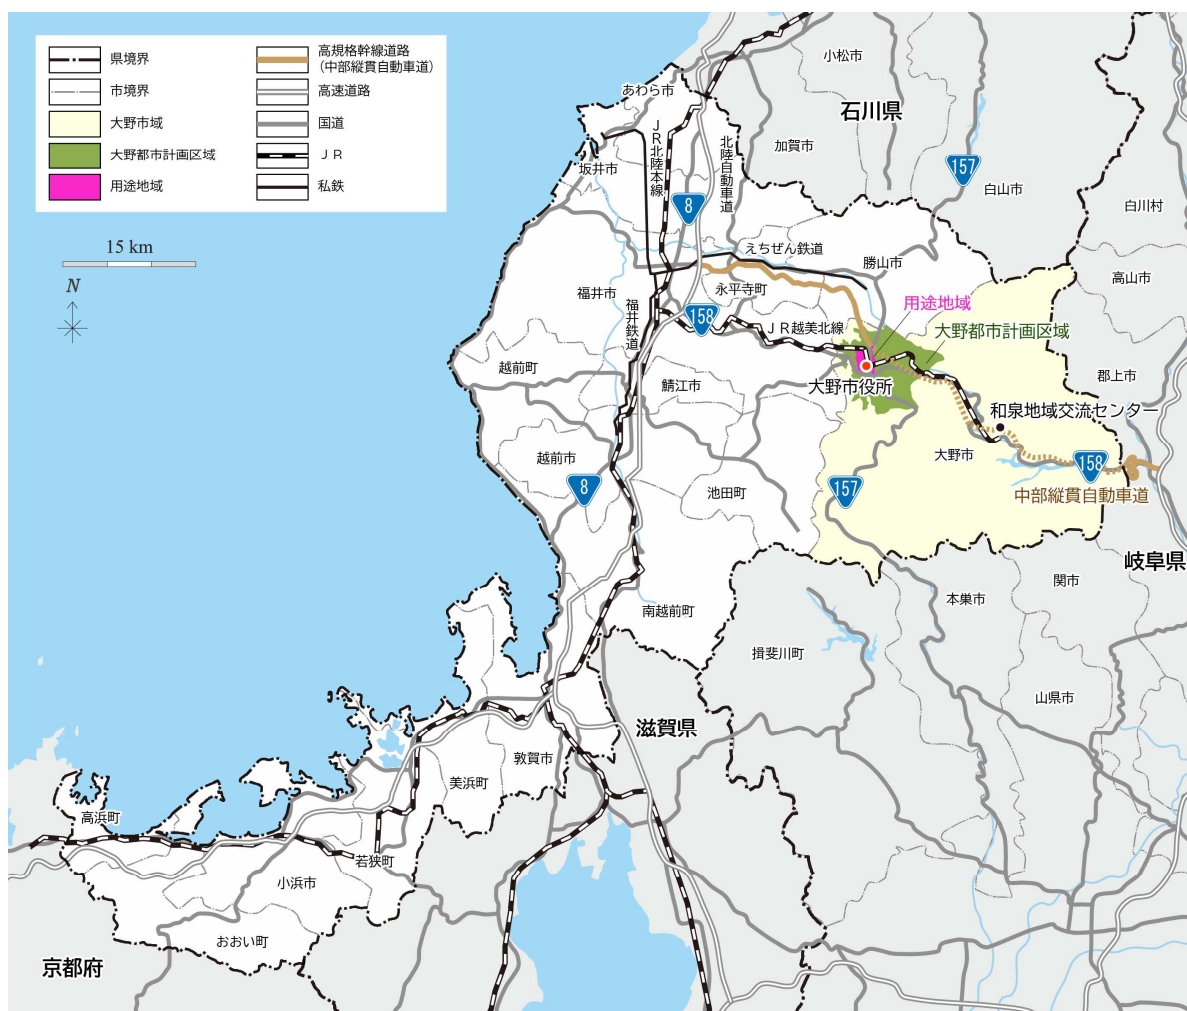 県境界
市境界
大野市域
大野都市計画区域
用途地域
高規格幹線道路
（中部縦貫自動車道）
高速道路
国道
ＪＲ
私鉄
15 km
N
小松市
石川県
あわら市
ＪＲ北陸本線
北陸自動車道
加賀市
157
白山市
坂井市
8
白川村
えちぜん鉄道
勝山市
高山市
福井市
永平寺町
用途地域
福井鉄道
158
ＪＲ越美北線
大野都市計画区域
越前町
鯖江市
大野市役所
郡上市
和泉地域交流センター
越前市
大野市
158
8
池田町
157
中部縦貫自動車道
岐阜県
関市
本巣市
南越前町
揖斐川町
山県市
滋賀県
敦賀市
美浜町
高浜町
若狭町
小浜市
おおい町
京都府